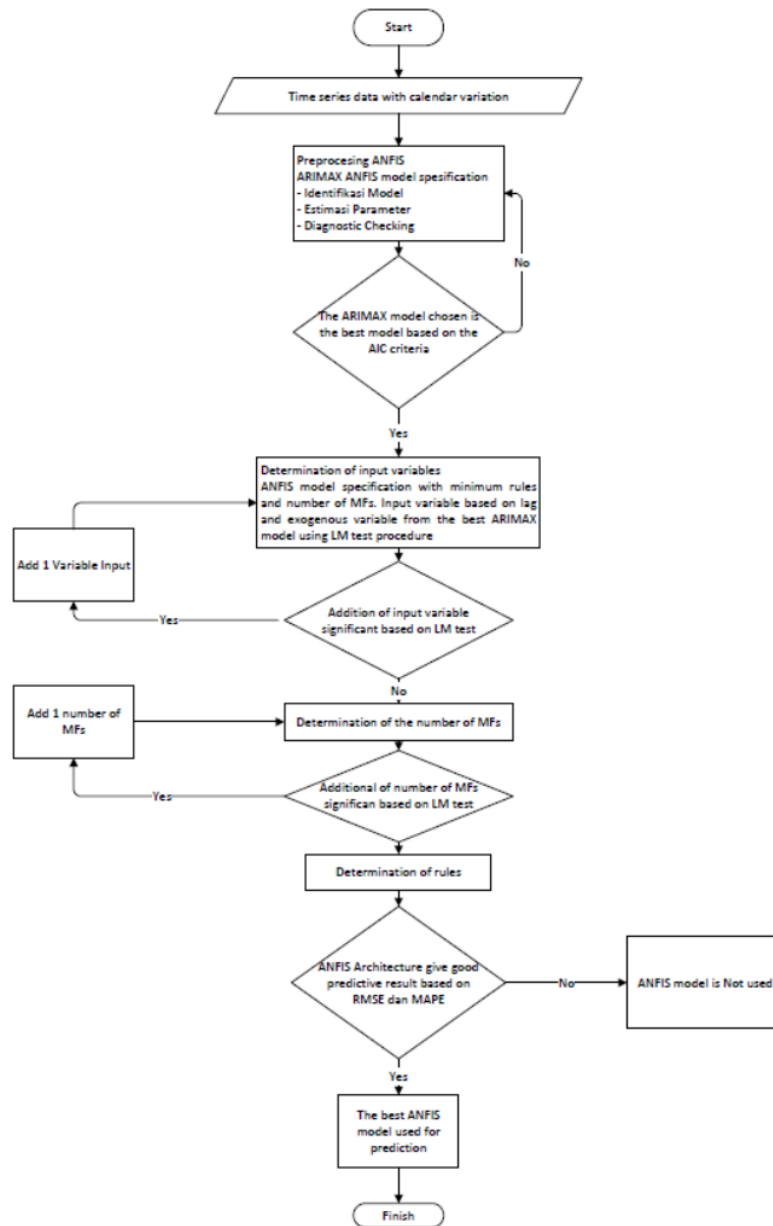 Start
Time series data with calendar variation
Preprocesing ANFIS
ARIMAX ANFIS model spesification
- Identifikasi Model
- Estimasi Parameter
- Diagnostic Checking
No
The ARIMAX model chosen is
the best model based on the
AIC criteria
Yes
Determination of input variables
ANFIS model specification with minimum rules
and number of MFs. Input variable based on lag
and exogenous variable from the best ARIMAX
model using LM test procedure
Add 1 Variable Input
Yes
Addition of input variable
significant based on LM test
No
Add 1 number of
MFs
Determination of the number of MFs
Yes
Additional of number of MFs
significan based on LM test
Determination of rules
ANFIS Architecture give good
predictive result based on
RMSE dan MAPE
No
ANFIS model is Not used
Yes
The best ANFIS
model used for
prediction
Finish